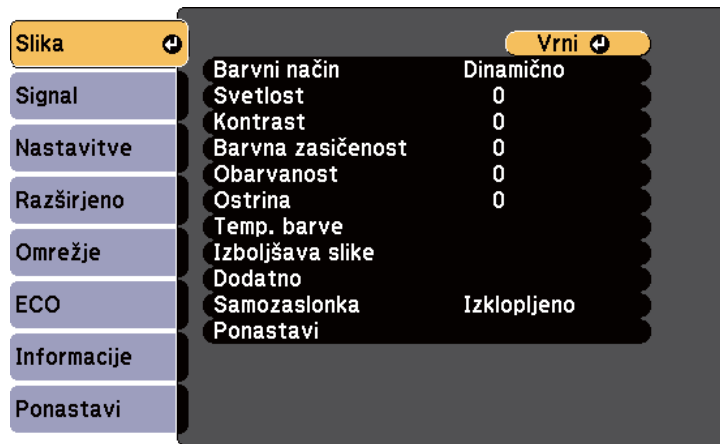 Slika
Signal
Nastavitve
Razširjeno
Omrežje
ECO
Informacije
Ponastavi
Vrni
Barvni način Dinamično
Svetlost 0
Kontrast 0
Barvna zasičenost 0
Obarvanost 0
Ostrina 0
Temp. barve
Izboljšava slike
Dodatno
Samozaslonka Izklopljeno
Ponastavi